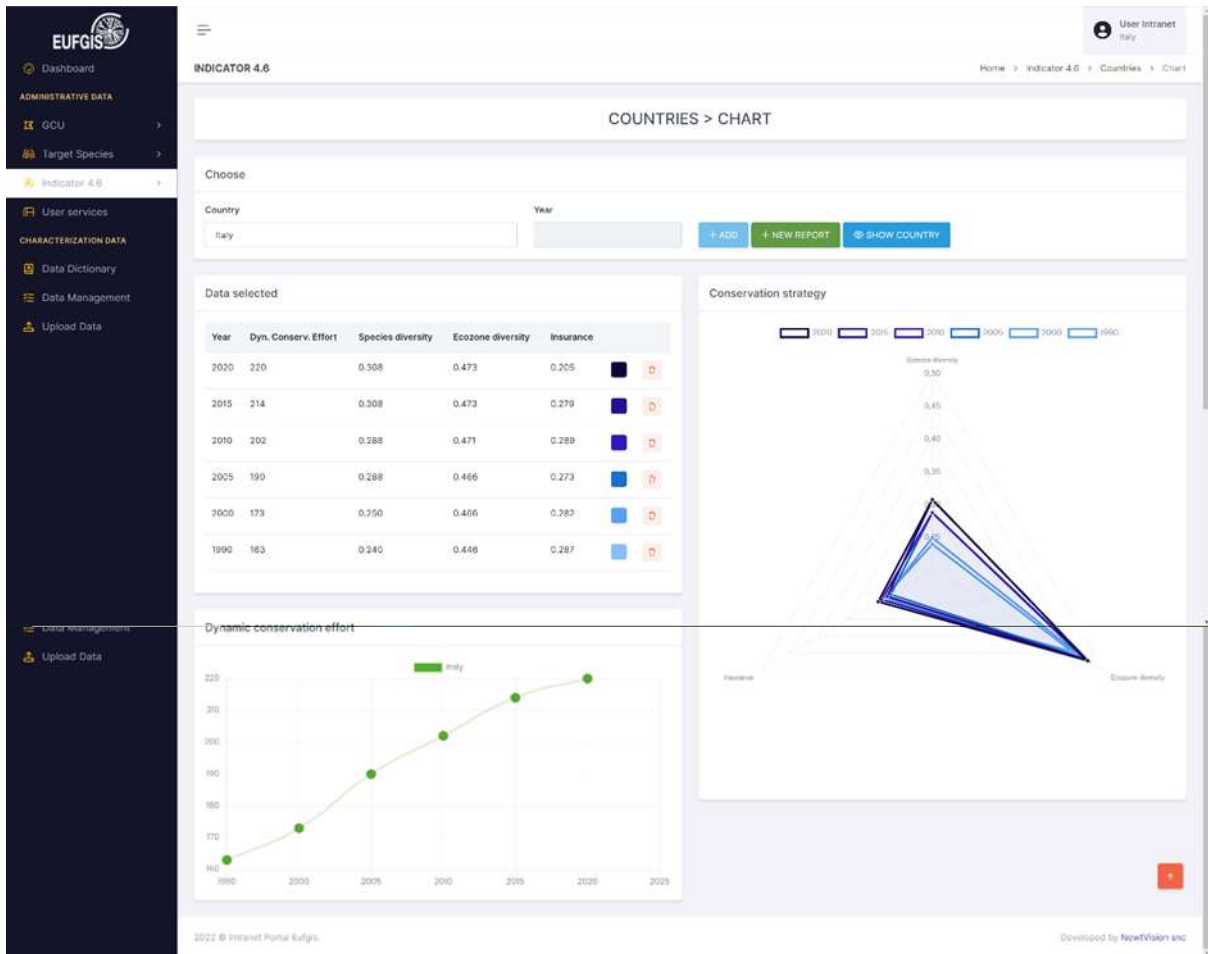 EUFGIS
User Intranet
Italy
Dashboard
INDICATOR 4.6
Home > Indicator 4.6 > Countries > Chart
ADMINISTRATIVE DATA
GCU
Target Species
Indicator 4.6
User services
CHARACTERIZATION DATA
Data Dictionary
Data Management
Upload Data
COUNTRIES > CHART
Choose
Country
Year
Italy
+ ADD
+ NEW REPORT
SHOW COUNTRY
Data selected
Year Dyn. Conserv. Effort Species diversity Ecozone diversity Insurance
2020 220 0.308 0.473 0.205
2015 214 0.308 0.473 0.279
2010 202 0.288 0.471 0.289
2005 190 0.288 0.466 0.273
2000 173 0.250 0.406 0.282
1990 163 0.240 0.446 0.287
Conservation strategy
2020 2015 2010 2005 2000 1990
0,50
0,45
0,40
0,35
Insurance
Ecozone diversity
Data Management
Upload Data
Dynamic conservation effort
Italy
220
210
200
190
180
170
160
1990 2000 2005 2010 2015 2020 2025
2022 © Intranet Portal Eufgis.
Developed by NewtVision snc